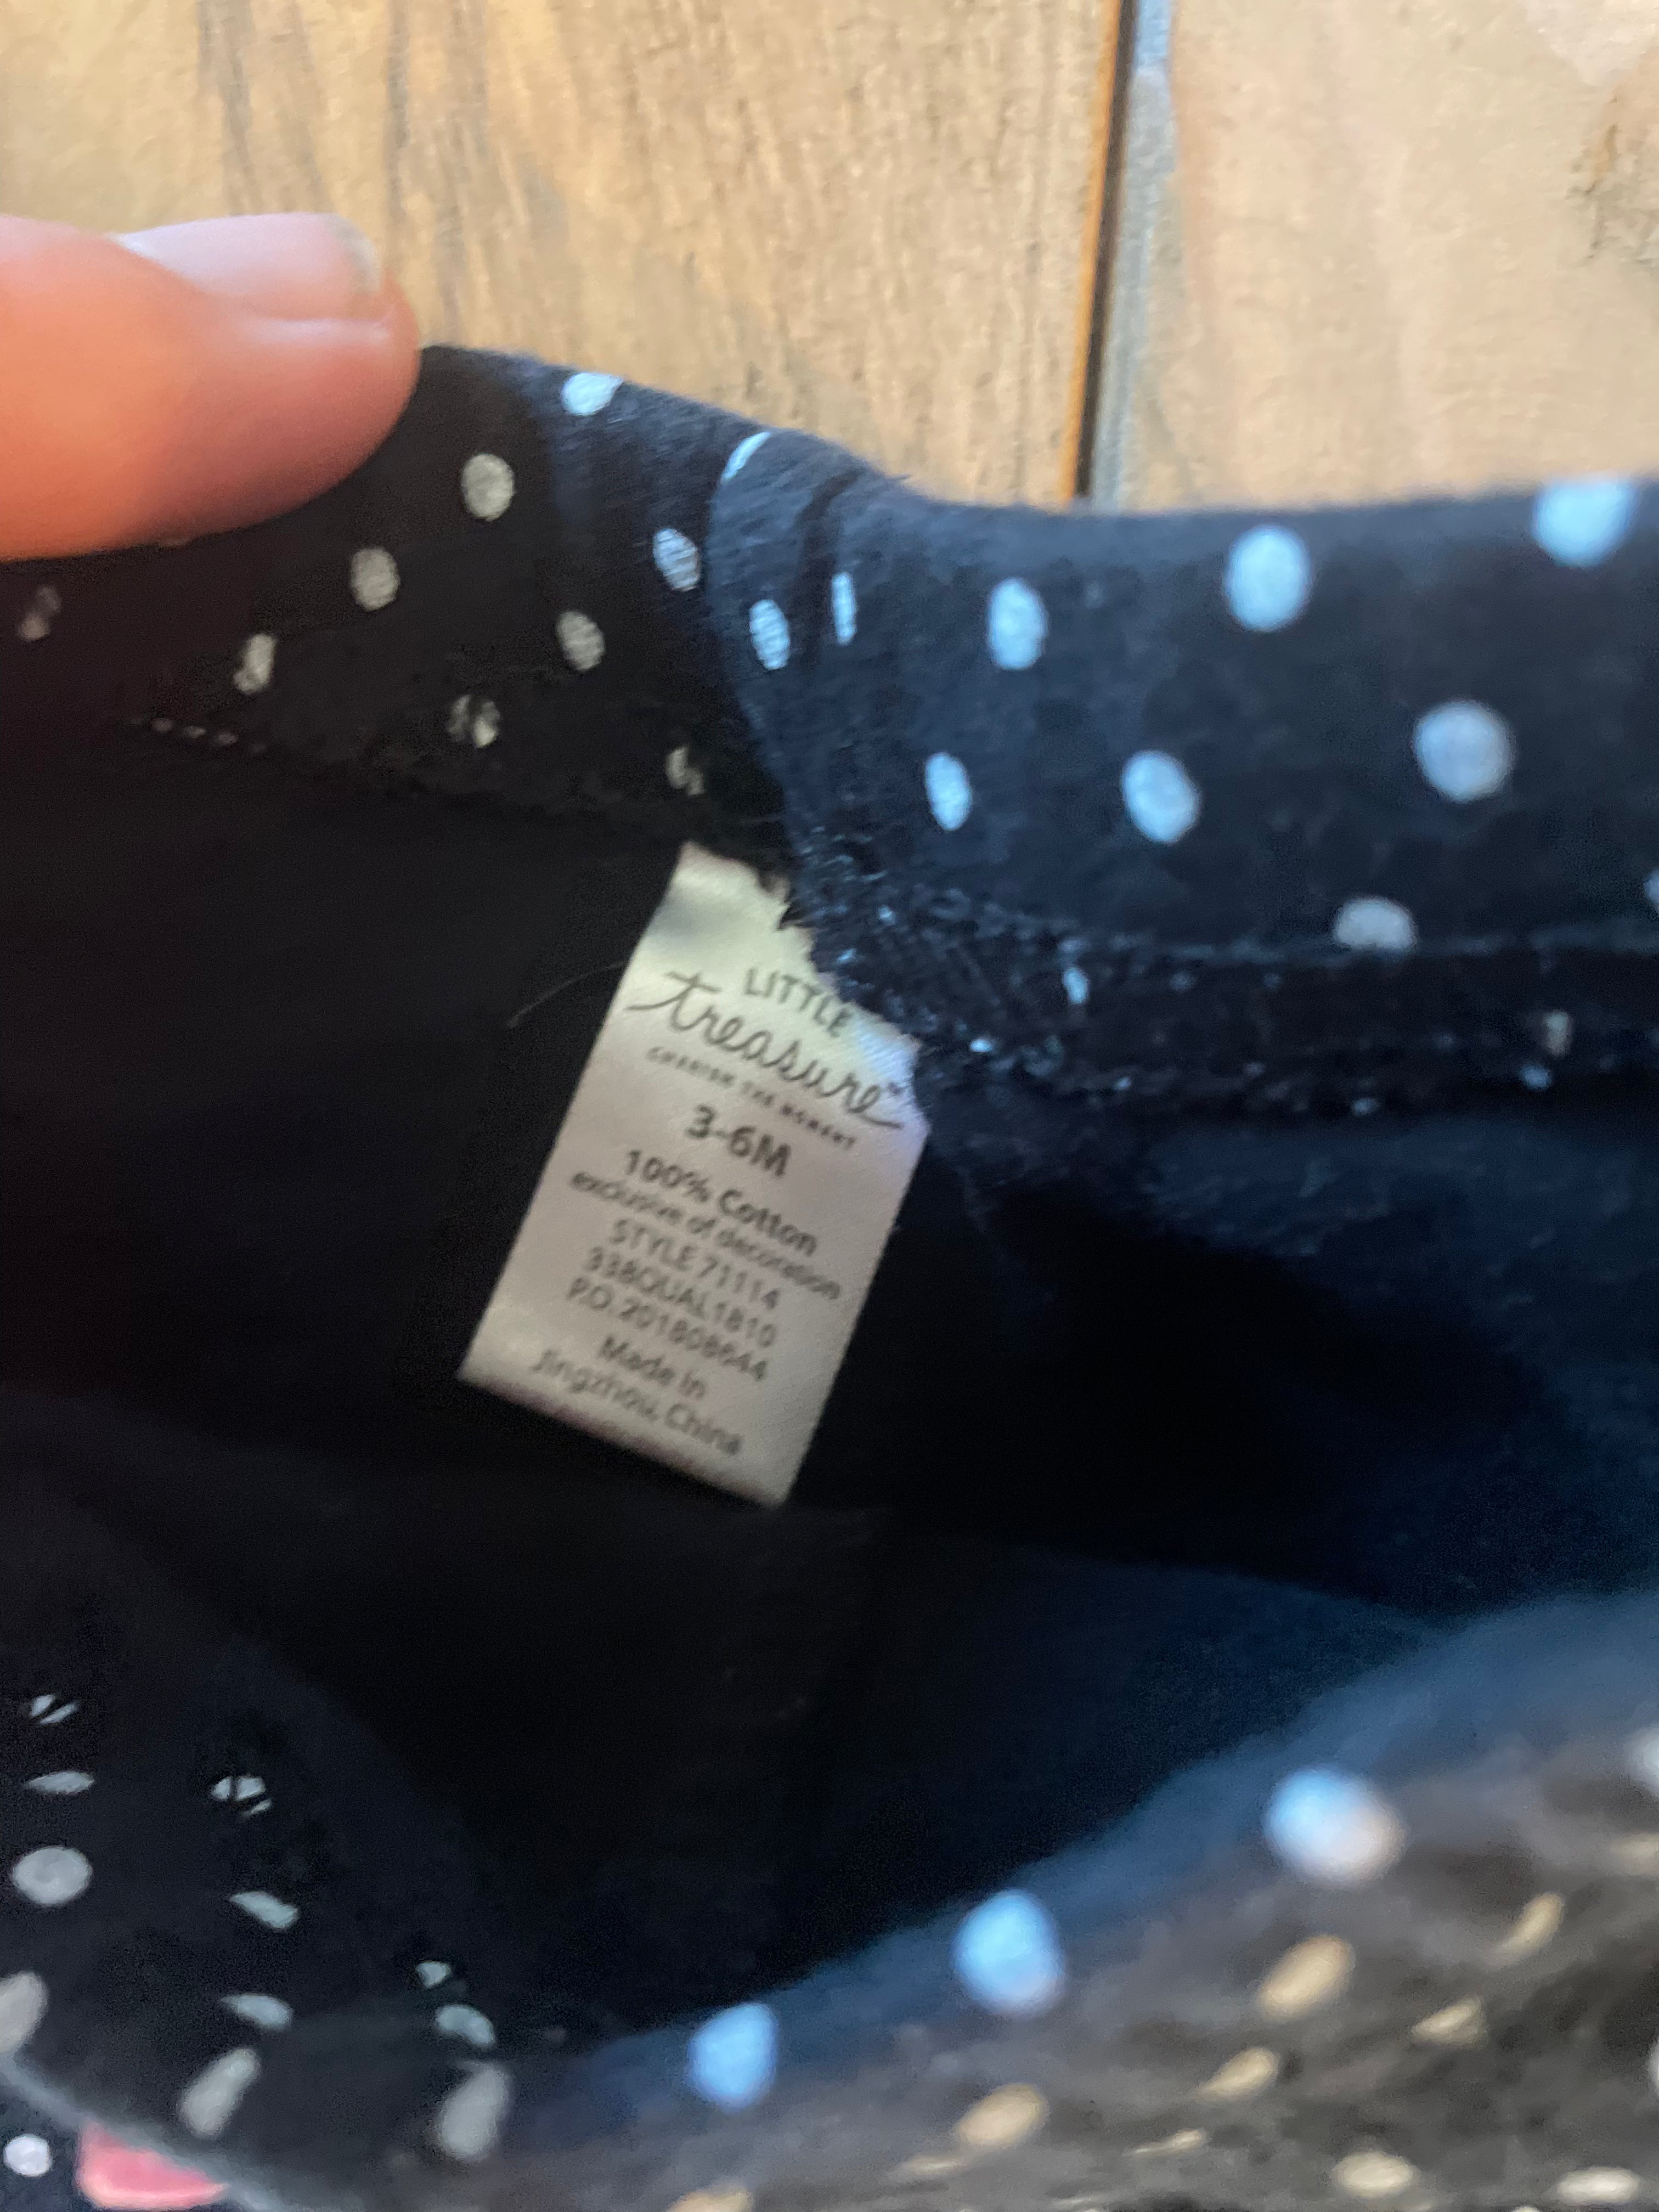 LITTLE
treasure™
CHERISH THE MOMENT
3-6M
100% Cotton
exclusive of decoration
STYLE 71114
338QUAL1810
P.O.201808644
Made in
Jingzhou, China